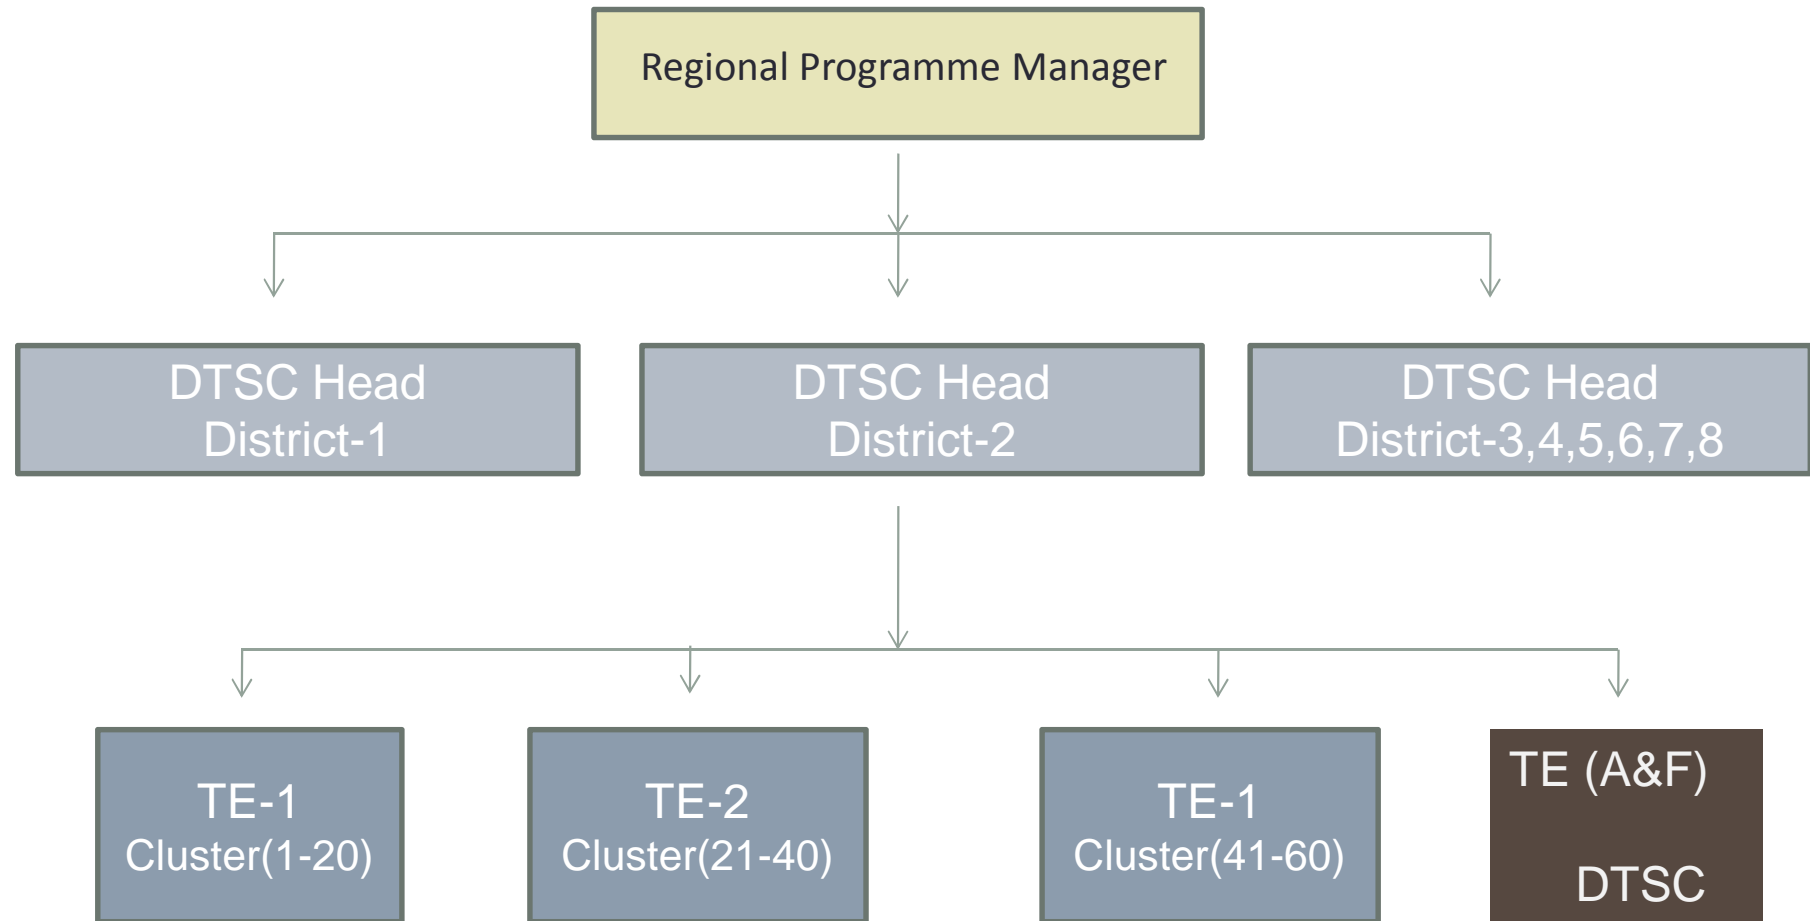 Regional Programme Manager
DTSC Head
District-1
DTSC Head
District-2
DTSC Head
District-3,4,5,6,7,8
TE-1
Cluster(1-20)
TE-2
Cluster(21-40)
TE-1
Cluster(41-60)
TE (A&F)
DTSC